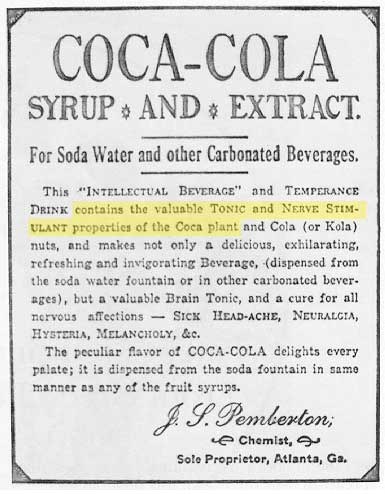 COCA-COLA
SYRUP * AND * EXTRACT.
For Soda Water and other Carbonated Beverages.
This "INTELLECTUAL BEVERAGE" and TEMPERANCE
DRINK contains the valuable TONIC and NERVE STIM-
ULANT properties of the Coca plant and Cola (or Kola)
nuts, and makes not only a delicious, exhilarating,
refreshing and invigorating Beverage, (dispensed from
the soda water fountain or in other carbonated bever-
ages), but a valuable Brain Tonic, and a cure for all
nervous affections — SICK HEAD-ACHE, NEURALGIA,
HYSTERIA, MELANCHOLY, &c.
The peculiar flavor of COCA-COLA delights every
palate; it is dispensed from the soda fountain in same
manner as any of the fruit syrups.
J. S. Pemberton,
Chemist,
Sole Proprietor, Atlanta, Ga.